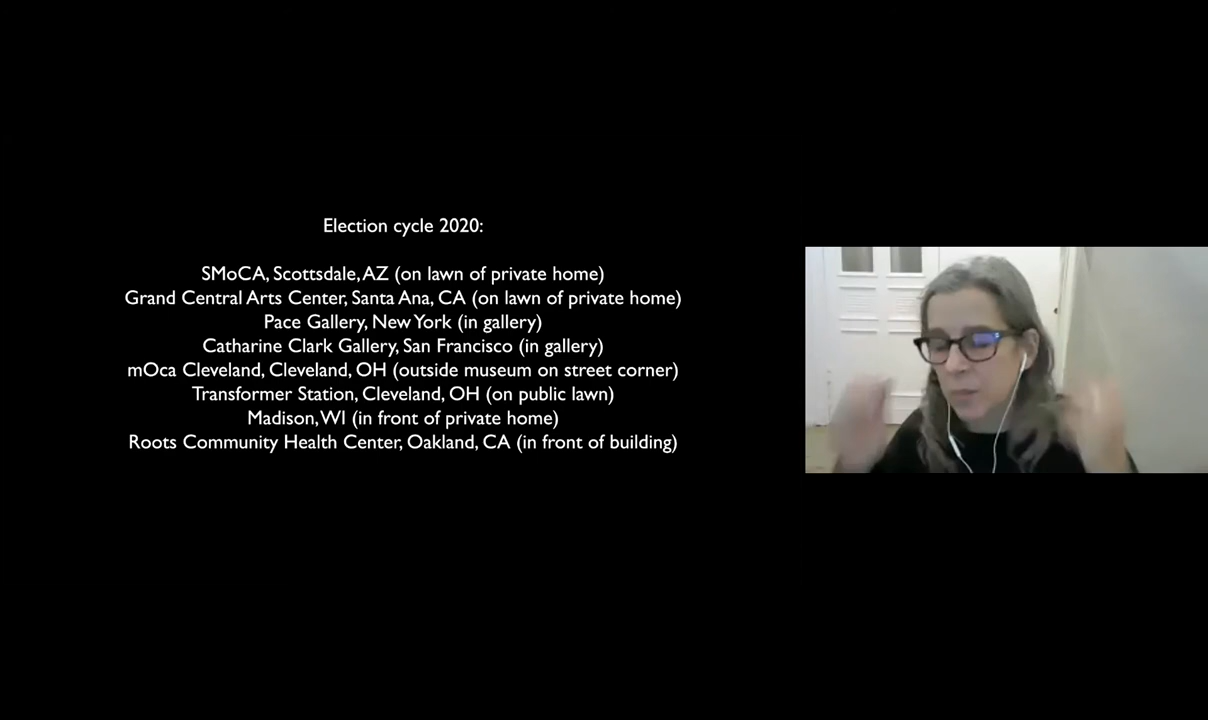 Election cycle 2020:
SMoCA, Scottsdale, AZ (on lawn of private home)
Grand Central Arts Center, Santa Ana, CA (on lawn of private home)
Pace Gallery, New York (in gallery)
Catharine Clark Gallery, San Francisco (in gallery)
mOca Cleveland, Cleveland, OH (outside museum on street corner)
Transformer Station, Cleveland, OH (on public lawn)
Madison, WI (in front of private home)
Roots Community Health Center, Oakland, CA (in front of building)